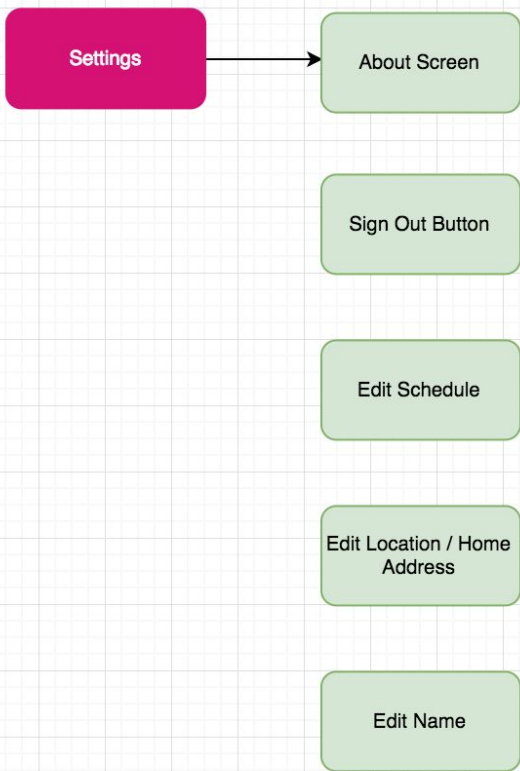 Settings
About Screen
Sign Out Button
Edit Schedule
Edit Location / Home
Address
Edit Name